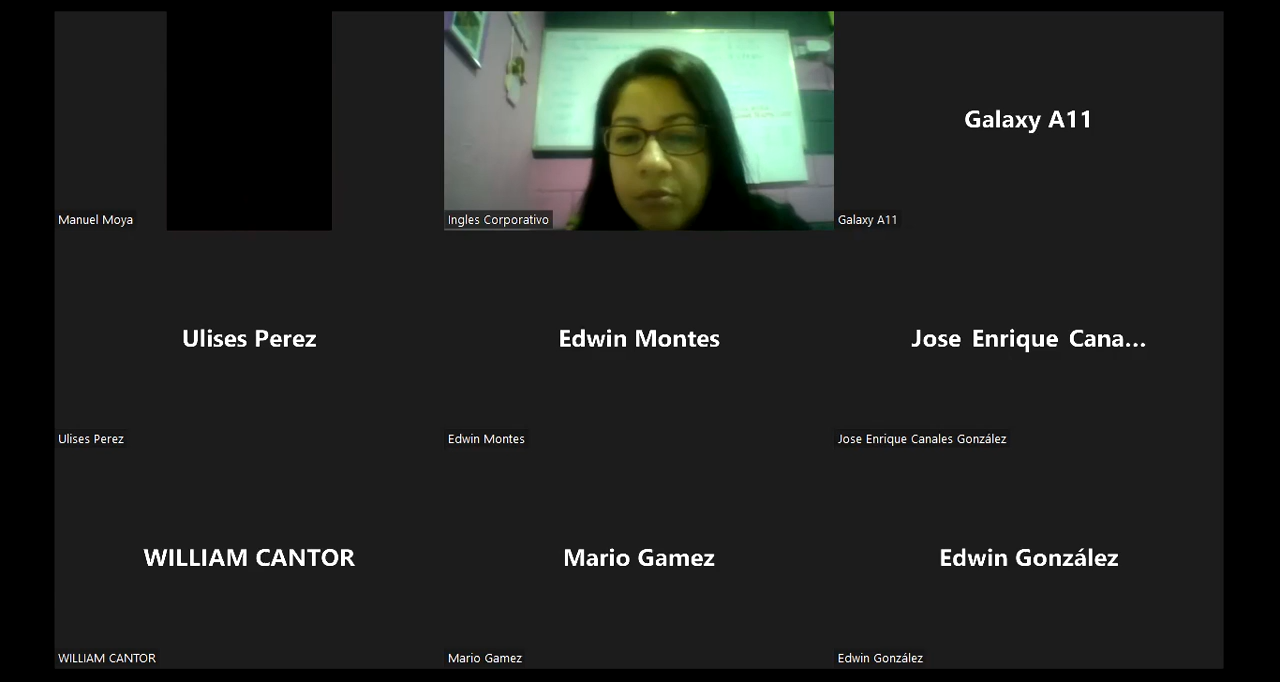 Galaxy A11
Manuel Moya
Ingles Corporativo
Galaxy A11
Ulises Perez
Edwin Montes
Jose Enrique Cana...
Ulises Perez
Edwin Montes
Jose Enrique Canales González
WILLIAM CANTOR
Mario Gamez
Edwin González
WILLIAM CANTOR
Mario Gamez
Edwin González